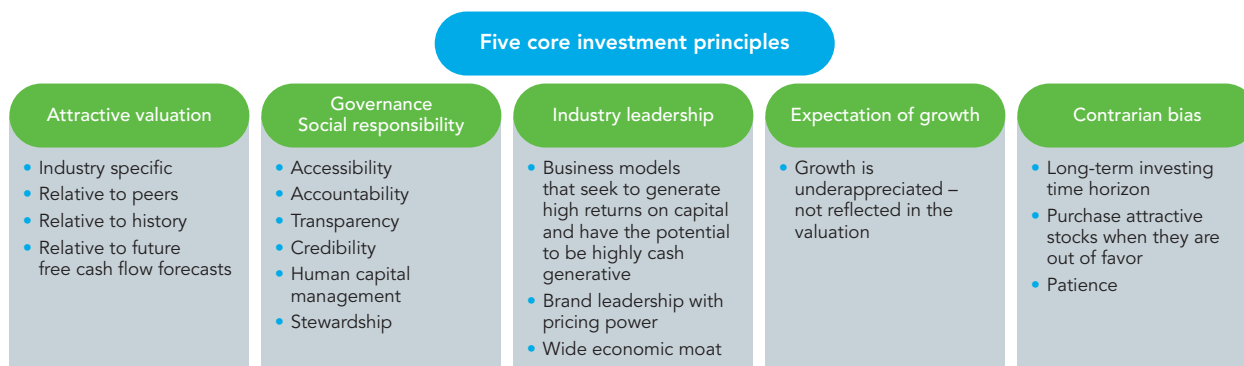 Five core investment principles
Attractive valuation
• Industry specific
• Relative to peers
• Relative to history
• Relative to future
free cash flow forecasts
Governance
Social responsibility
• Accessibility
• Accountability
• Transparency
• Credibility
• Human capital
management
• Stewardship
Industry leadership
• Business models
that seek to generate
high returns on capital
and have the potential
to be highly cash
generative
• Brand leadership with
pricing power
• Wide economic moat
Expectation of growth
• Growth is
underappreciated –
not reflected in the
valuation
Contrarian bias
• Long-term investing
time horizon
• Purchase attractive
stocks when they are
out of favor
• Patience